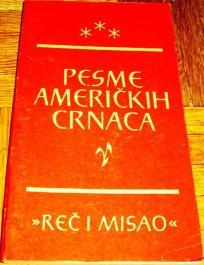 ***
PESME
AMERIČKIH
CRNACA
»REČ I MISAO«